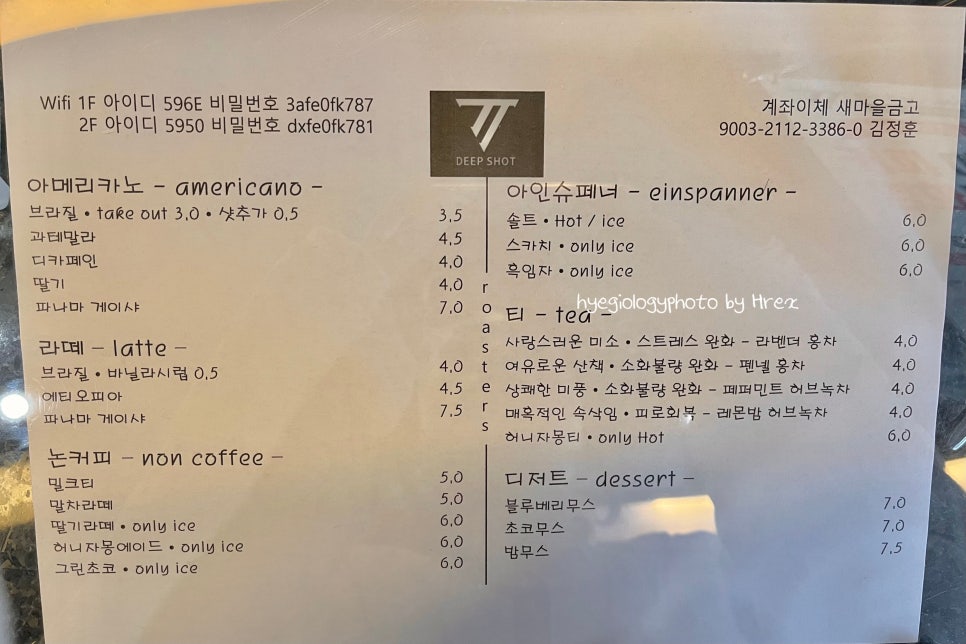 Wifi 1F 아이디 596E 비밀번호 3afe0fk787
2F 아이디 5950 비밀번호 dxfe0fk781
DEEP SHOT
계좌이체 새마을금고
9003-2112-3386-0 김정훈
아메리카노 - americano -
브라질 • take out 3,0 • 샷추가 0,5 3,5
과테말라 4,5
디카페인 4,0
딸기 4,0
파나마 게이샤 7,0
라떼 - latte -
브라질 • 바닐라시럽 0,5 4,0
에티오피아 4,5
파나마 게이샤 7,5
논커피 - non coffee -
밀크티 5,0
말차라떼 5,0
딸기라떼 • only ice 6,0
허니자몽에이드 • only ice 6,0
그린초코 • only ice 6,0
roasters
아인슈페너 - einspanner -
솔트 • Hot / ice 6,0
스카치 • only ice 6,0
흑임자 • only ice 6,0
hyegiologyphoto by Hrez
티 - tea -
사랑스러운 미소 • 스트레스 완화 - 라벤더 홍차 4,0
여유로운 산책 • 소화불량 완화 - 펜넬 홍차 4,0
상쾌한 미풍 • 소화불량 완화 - 페퍼민트 허브녹차 4,0
매혹적인 속삭임 • 피로회복 - 레몬밤 허브녹차 4,0
허니자몽티 • only Hot 6,0
디저트 - dessert -
블루베리무스 7,0
초코무스 7,0
밤무스 7,5